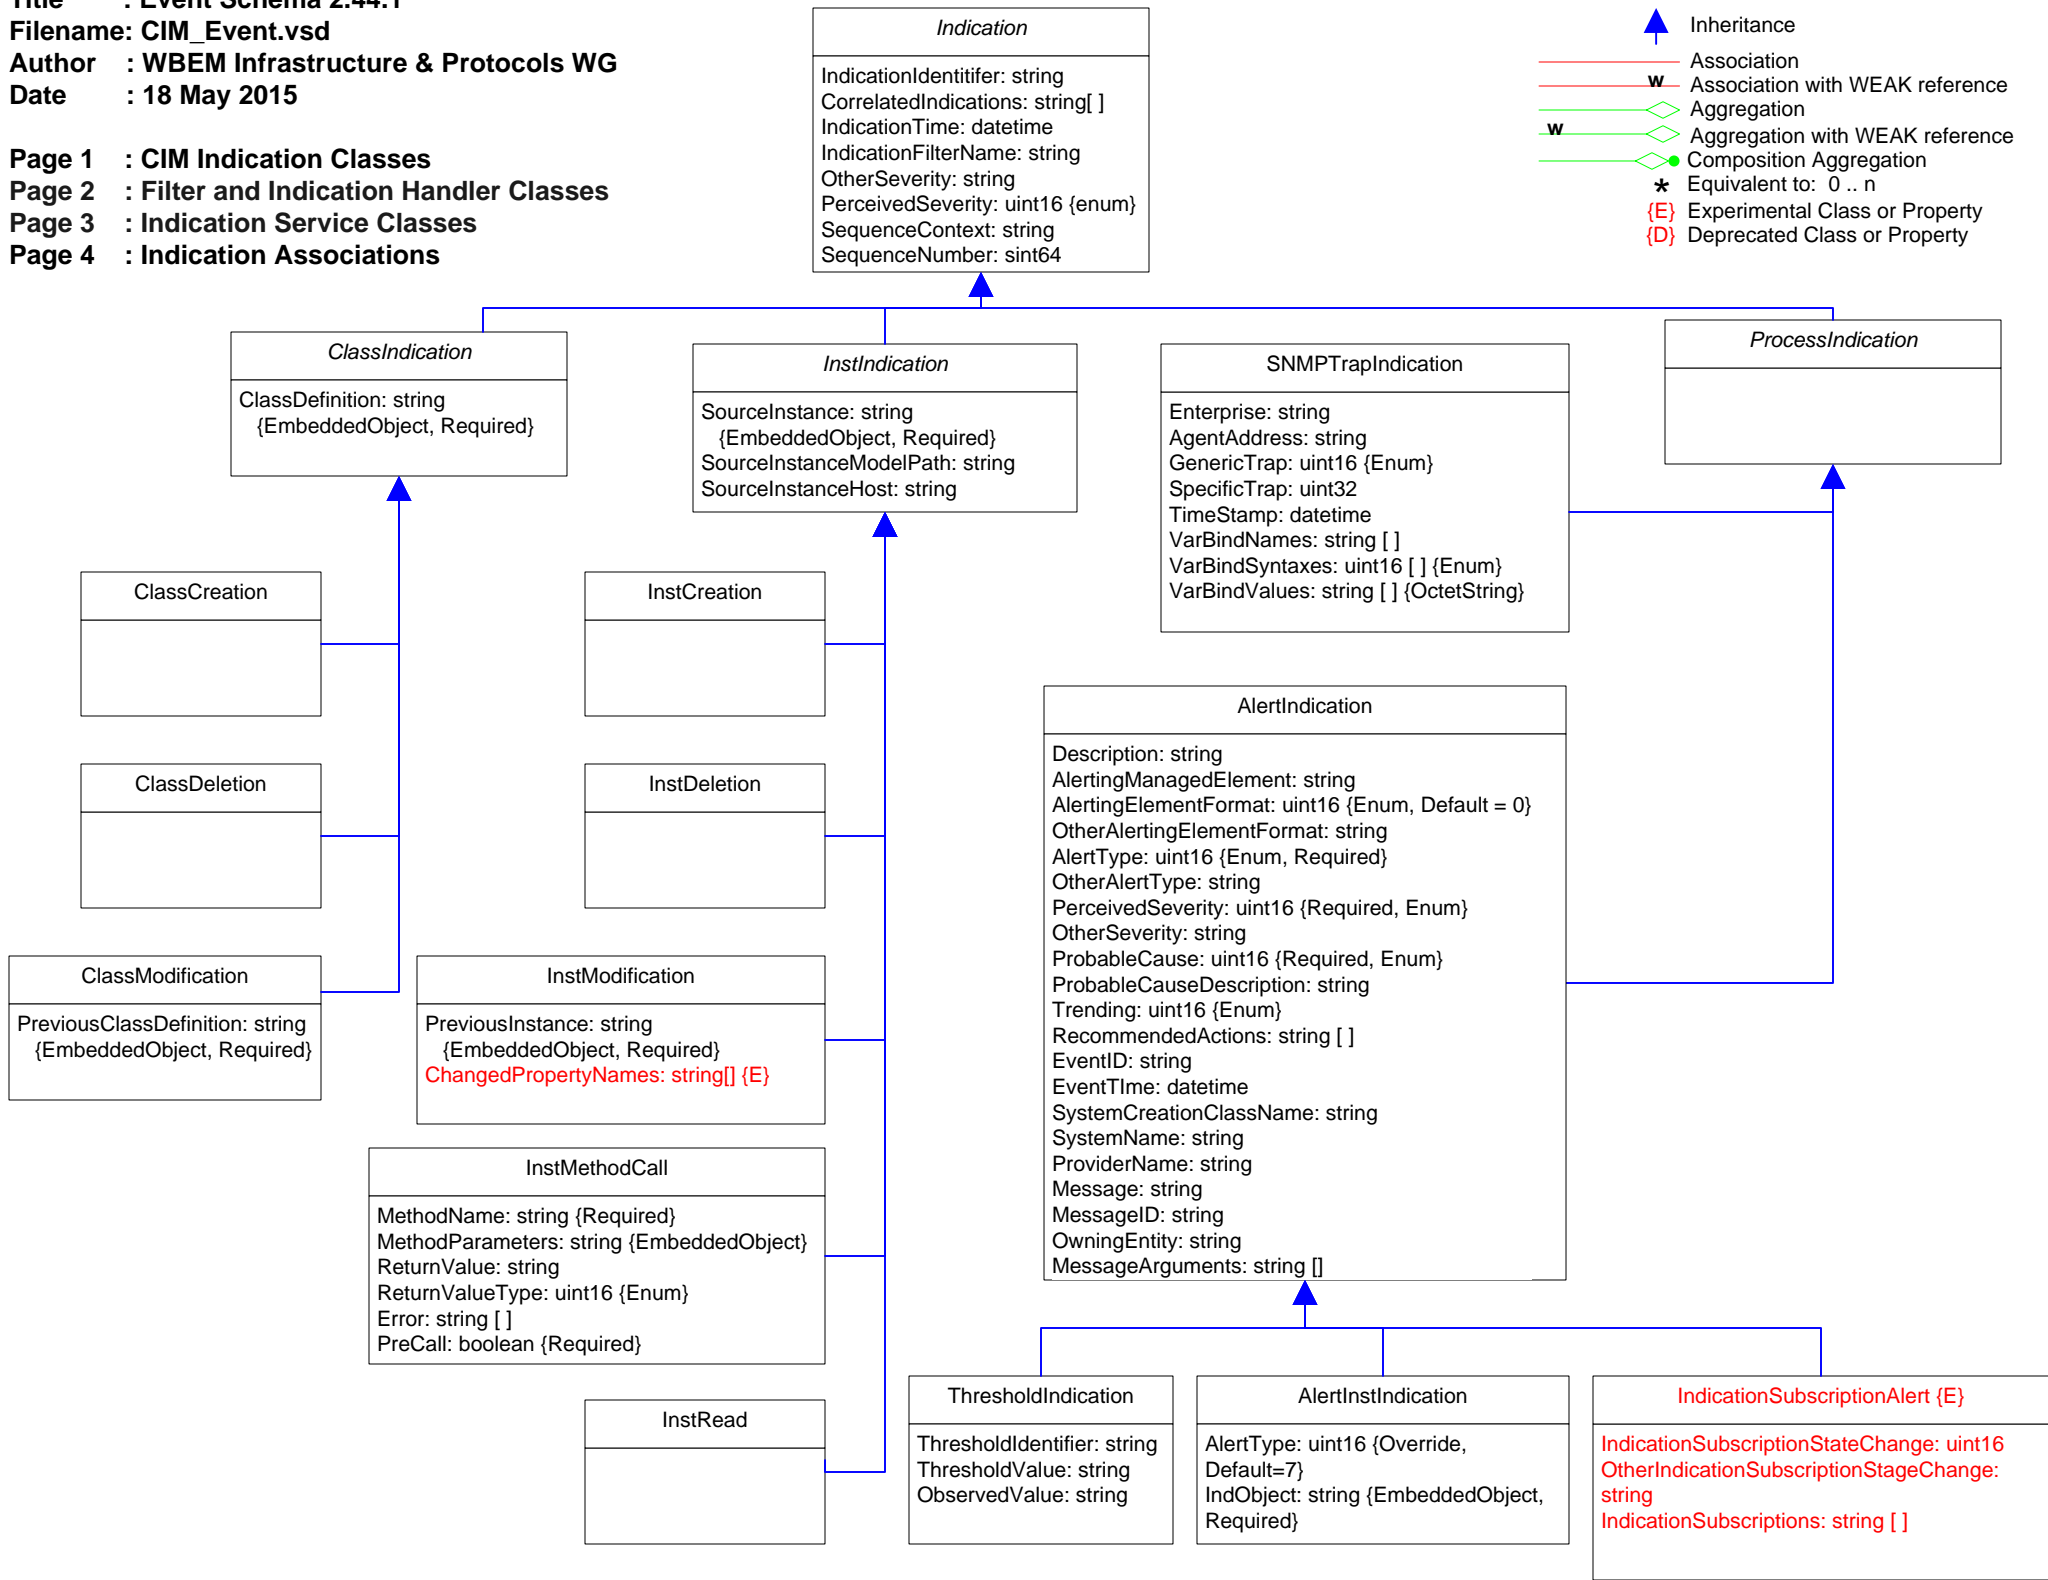 Title : Event Schema 2.44.1
Filename: CIM_Event.vsd
Author : WBEM Infrastructure & Protocols WG
Date : 18 May 2015
Page 1 : CIM Indication Classes
Page 2 : Filter and Indication Handler Classes
Page 3 : Indication Service Classes
Page 4 : Indication Associations
Indication
IndicationIdentitifer: string
CorrelatedIndications: string[ ]
IndicationTime: datetime
IndicationFilterName: string
OtherSeverity: string
PerceivedSeverity: uint16 {enum}
SequenceContext: string
SequenceNumber: sint64
Inheritance
Association
w Association with WEAK reference
Aggregation
w Aggregation with WEAK reference
Composition Aggregation
* Equivalent to: 0 .. n
{E} Experimental Class or Property
{D} Deprecated Class or Property
ClassIndication
ClassDefinition: string
{EmbeddedObject, Required}
InstIndication
SourceInstance: string
{EmbeddedObject, Required}
SourceInstanceModelPath: string
SourceInstanceHost: string
SNMPTrapIndication
Enterprise: string
AgentAddress: string
GenericTrap: uint16 {Enum}
SpecificTrap: uint32
TimeStamp: datetime
VarBindNames: string [ ]
VarBindSyntaxes: uint16 [ ] {Enum}
VarBindValues: string [ ] {OctetString}
ProcessIndication
ClassCreation
InstCreation
ClassDeletion
InstDeletion
ClassModification
PreviousClassDefinition: string
{EmbeddedObject, Required}
InstModification
PreviousInstance: string
{EmbeddedObject, Required}
ChangedPropertyNames: string[] {E}
InstMethodCall
MethodName: string {Required}
MethodParameters: string {EmbeddedObject}
ReturnValue: string
ReturnValueType: uint16 {Enum}
Error: string [ ]
PreCall: boolean {Required}
InstRead
AlertIndication
Description: string
AlertingManagedElement: string
AlertingElementFormat: uint16 {Enum, Default = 0}
OtherAlertingElementFormat: string
AlertType: uint16 {Enum, Required}
OtherAlertType: string
PerceivedSeverity: uint16 {Required, Enum}
OtherSeverity: string
ProbableCause: uint16 {Required, Enum}
ProbableCauseDescription: string
Trending: uint16 {Enum}
RecommendedActions: string [ ]
EventID: string
EventTIme: datetime
SystemCreationClassName: string
SystemName: string
ProviderName: string
Message: string
MessageID: string
OwningEntity: string
MessageArguments: string []
ThresholdIndication
ThresholdIdentifier: string
ThresholdValue: string
ObservedValue: string
AlertInstIndication
AlertType: uint16 {Override,
Default=7}
IndObject: string {EmbeddedObject,
Required}
IndicationSubscriptionAlert {E}
IndicationSubscriptionStateChange: uint16
OtherIndicationSubscriptionStageChange:
string
IndicationSubscriptions: string [ ]